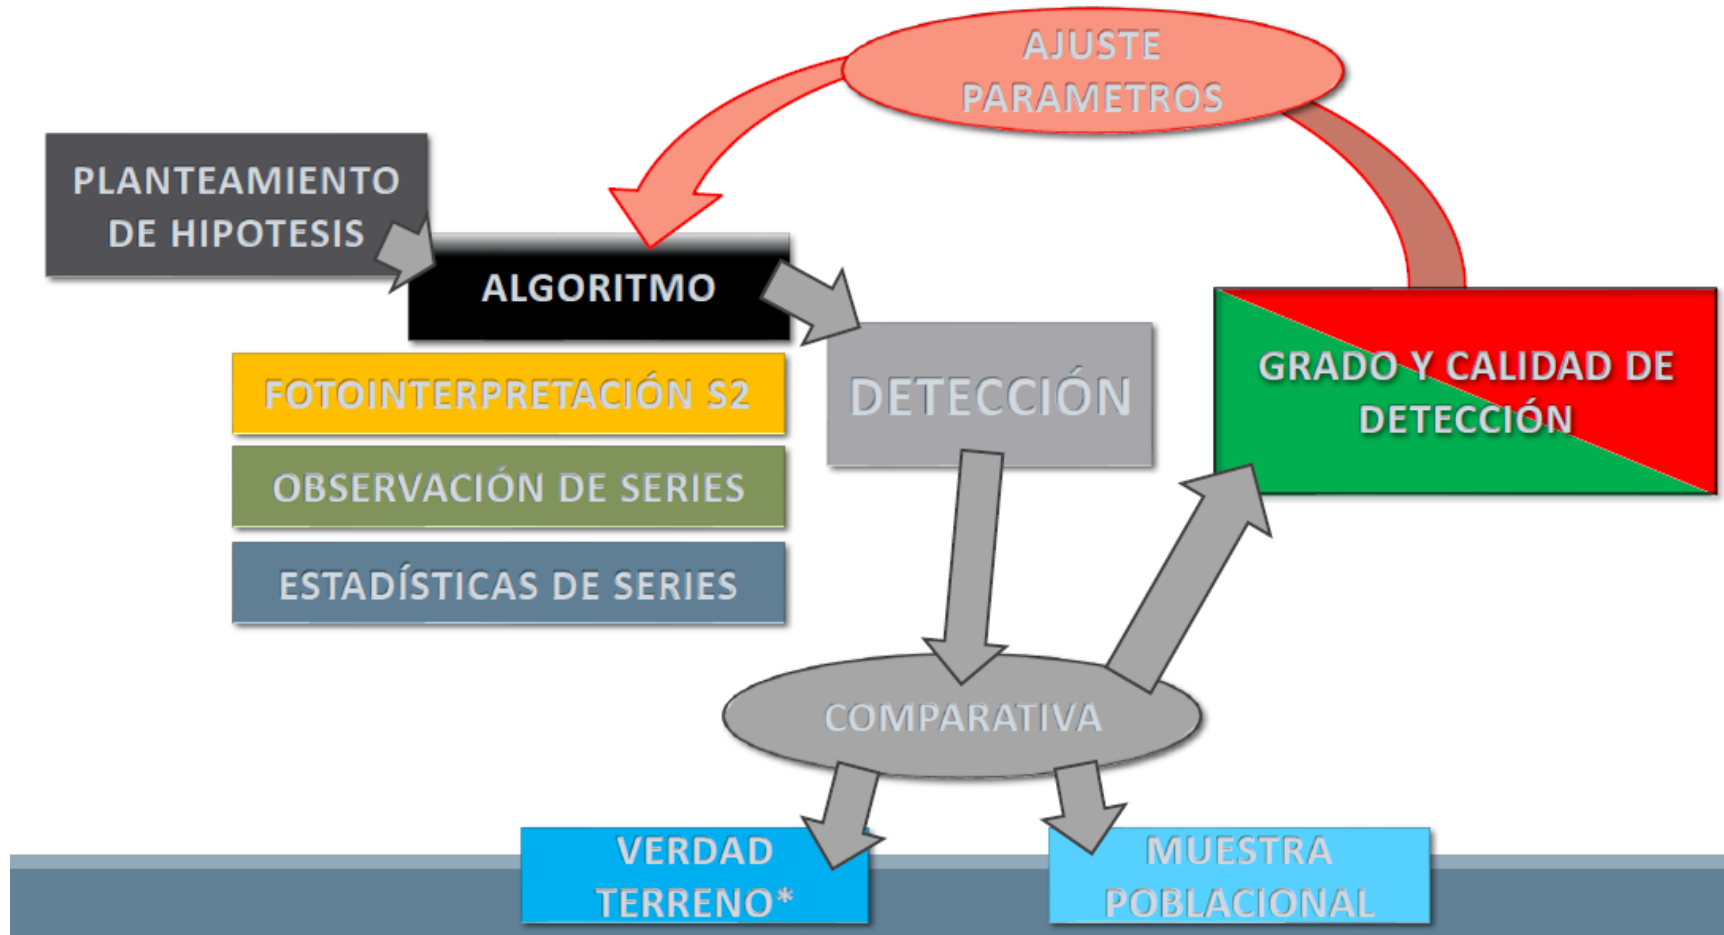 AJUSTE
PARAMETROS
PLANTEAMIENTO
DE HIPOTESIS
ALGORITMO
FOTOINTERPRETACIÓN S2
OBSERVACIÓN DE SERIES
ESTADÍSTICAS DE SERIES
DETECCIÓN
GRADO Y CALIDAD DE
DETECCIÓN
COMPARATIVA
VERDAD
TERRENO*
MUESTRA
POBLACIONAL